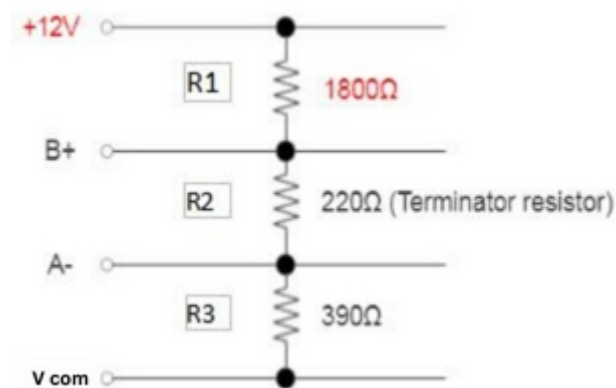 +12V
R1 1800Ω
B+
R2 220Ω (Terminator resistor)
A-
R3 390Ω
V com